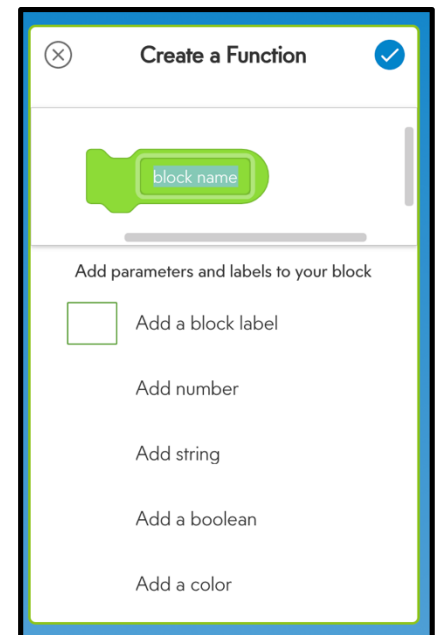 Create a Function
block name
Add parameters and labels to your block
Add a block label
Add number
Add string
Add a boolean
Add a color